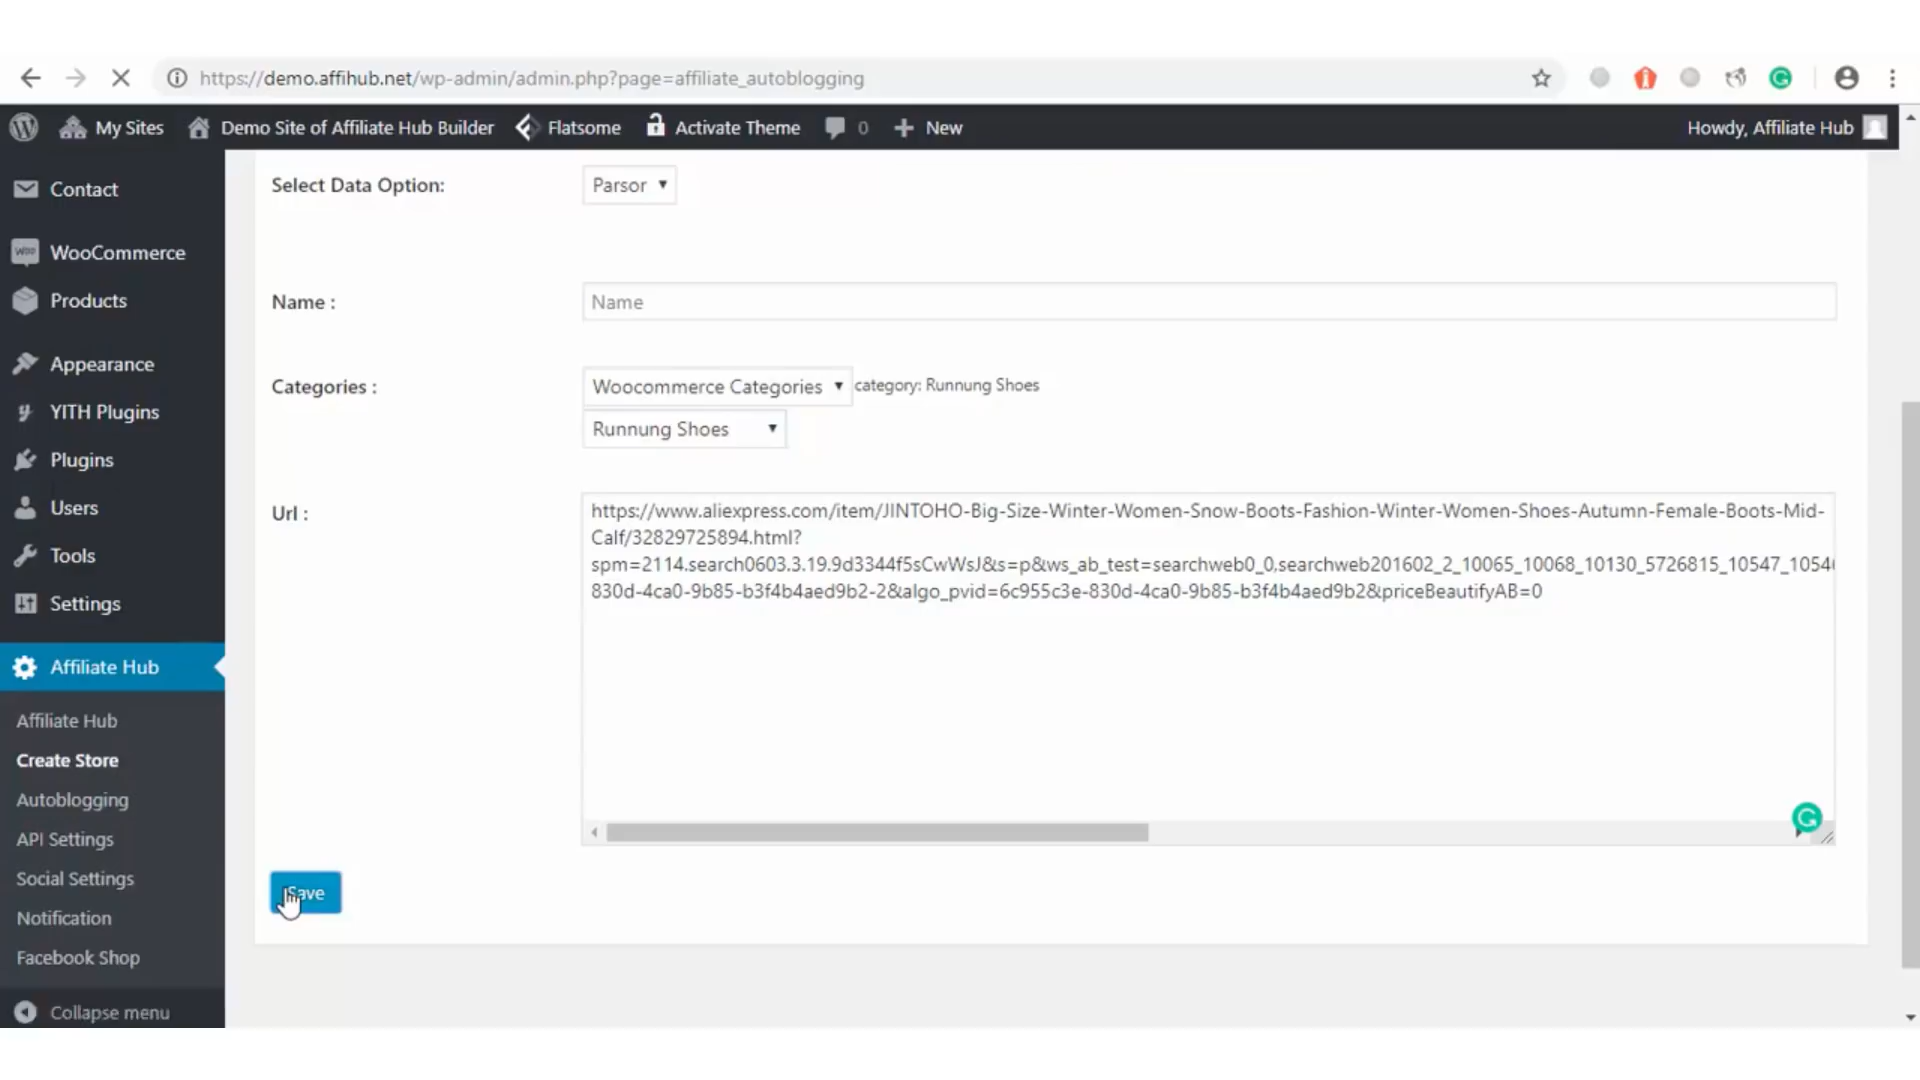 https://demo.affihub.net/wp-admin/admin.php?page=affiliate_autoblogging
My Sites
Demo Site of Affiliate Hub Builder
Flatsome
Activate Theme
0
New
Howdy, Affiliate Hub
Contact
WooCommerce
Products
Appearance
YITH Plugins
Plugins
Users
Tools
Settings
Affiliate Hub
Affiliate Hub
Create Store
Autoblogging
API Settings
Social Settings
Notification
Facebook Shop
Collapse menu
Select Data Option:
Parsor
Name :
Name
Categories :
Woocommerce Categories
category: Runnung Shoes
Runnung Shoes
Url :
https://www.aliexpress.com/item/JINTOHO-Big-Size-Winter-Women-Snow-Boots-Fashion-Winter-Women-Shoes-Autumn-Female-Boots-Mid-
Calf/32829725894.html?
spm=2114.search0603.3.19.9d3344f5sCwWsJ&s=p&ws_ab_test=searchweb0_0,searchweb201602_2_10065_10068_10130_5726815_10547_1054
830d-4ca0-9b85-b3f4b4aed9b2-2&algo_pvid=6c955c3e-830d-4ca0-9b85-b3f4b4aed9b2&priceBeautifyAB=0
Save